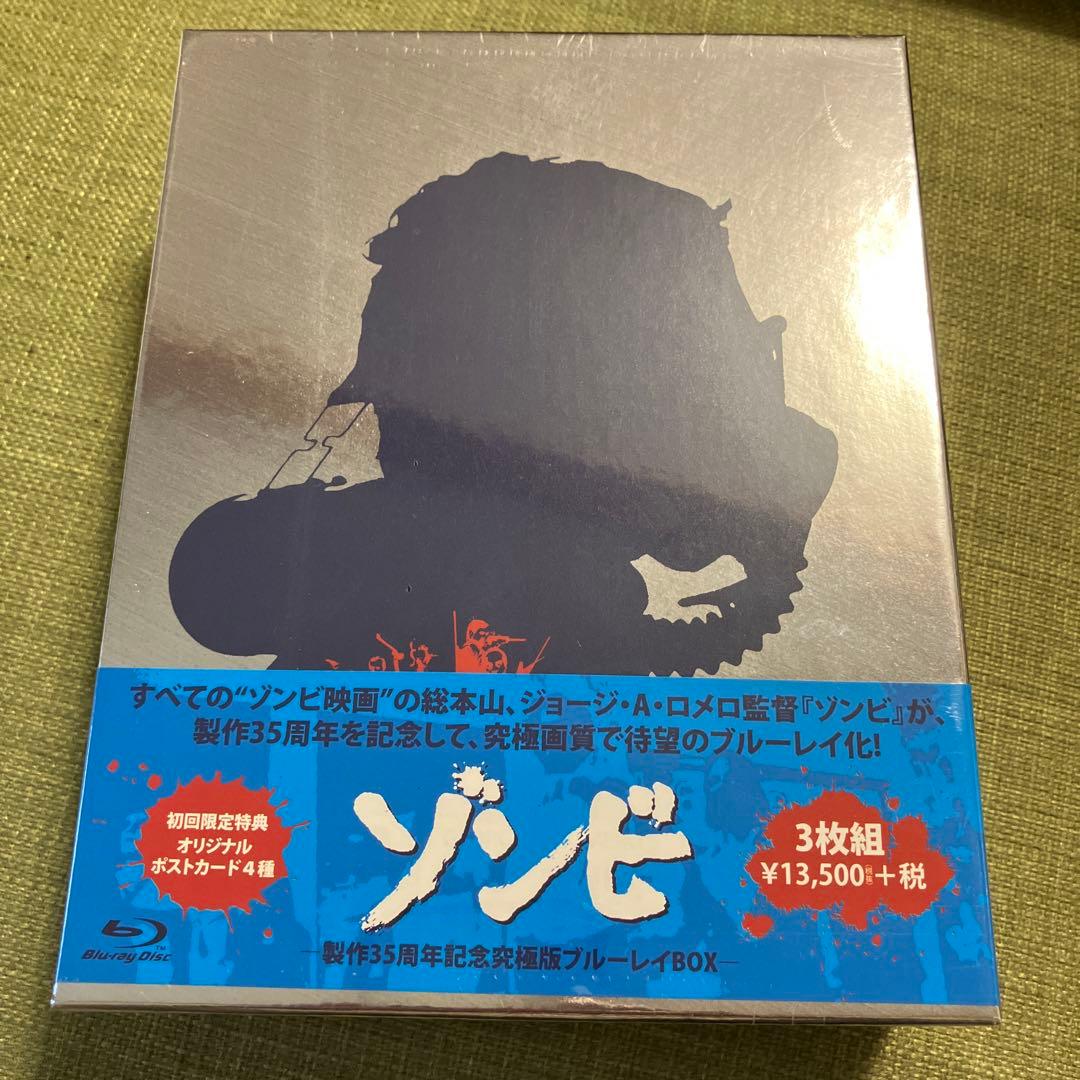 すべての“ゾンビ映画”の総本山、ジョージ・A・ロメロ監督『ゾンビ』が、
製作35周年を記念して、究極画質で待望のブルーレイ化!
初回限定特典
オリジナル
ポストカード4種
ゾンビ
3枚組
¥13,500(税抜)+税
Blu-ray Disc
TM
―製作35周年記念究極版ブルーレイBOX―